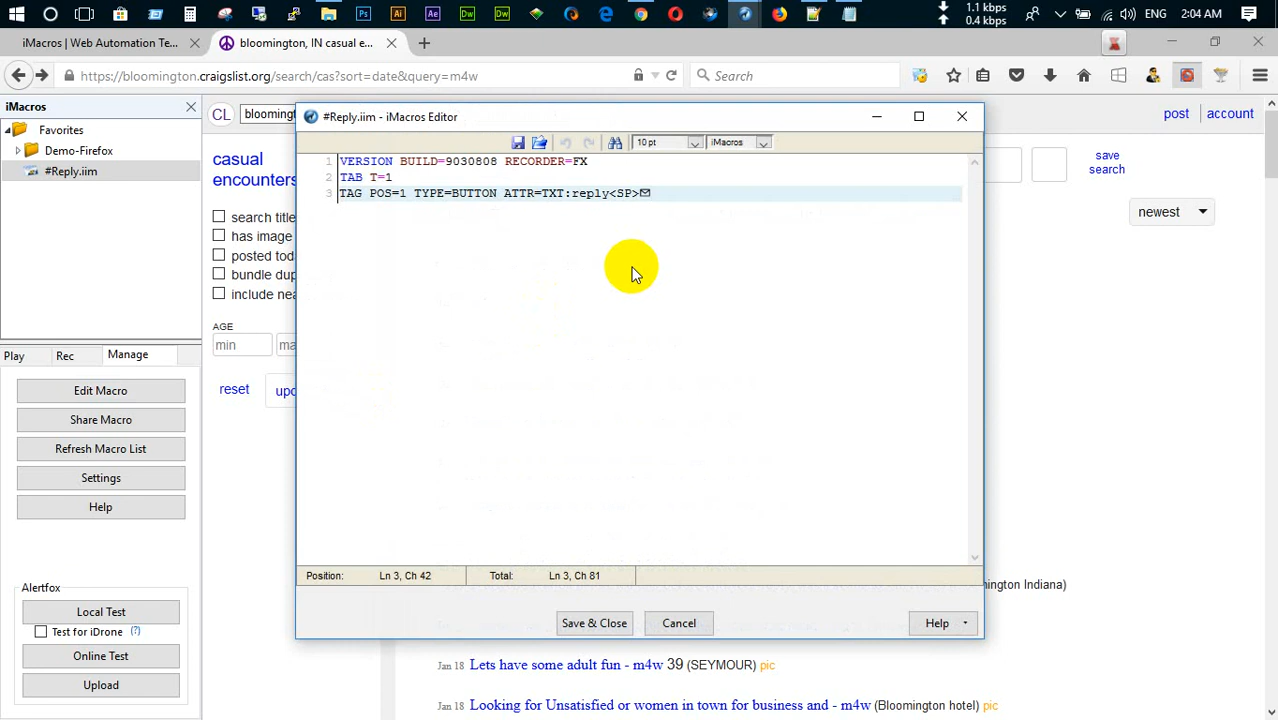 ENG
2:04 AM
1.1 kbps
0.4 kbps
iMacros | Web Automation Te...
bloomington, IN casual e...
https://bloomington.craigslist.org/search/cas?sort=date&query=m4w
Search
iMacros
Favorites
Demo-Firefox
#Reply.iim
Play
Rec
Manage
Edit Macro
Share Macro
Refresh Macro List
Settings
Help
Alertfox
Local Test
Test for iDrone (?)
Online Test
Upload
CL
post
account
casual
encounters
search title
has image
posted toda
bundle dup
include nea
AGE
min
reset
save
search
newest
#Reply.iim - iMacros Editor
10 pt
iMacros
1 VERSION BUILD=9030808 RECORDER=FX
2 TAB T=1
3 TAG POS=1 TYPE=BUTTON ATTR=TXT:reply<SP>✉
Position: Ln 3, Ch 42 Total: Ln 3, Ch 81
Save & Close
Cancel
Help
mington Indiana)
Jan 18 Lets have some adult fun - m4w 39 (SEYMOUR) pic
Jan 18 Looking for Unsatisfied or women in town for business and - m4w (Bloomington hotel) pic